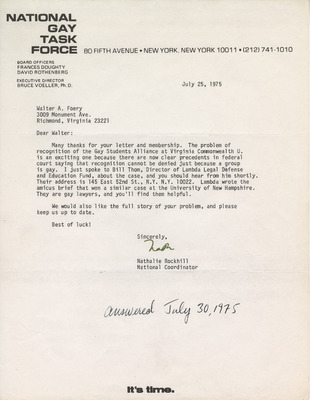 NATIONAL
GAY
TASK
FORCE 80 FIFTH AVENUE • NEW YORK, NEW YORK 10011 • (212) 741-1010
BOARD OFFICERS
FRANCES DOUGHTY
DAVID ROTHENBERG
EXECUTIVE DIRECTOR
BRUCE VOELLER, Ph.D.
July 25, 1975
Walter A. Foery
3009 Monument Ave.
Richmond, Virginia 23221
Dear Walter:
Many thanks for your letter and membership. The problem of
recognition of the Gay Students Alliance at Virginia Commonwealth U.
is an exciting one because there are now clear precedents in federal
court saying that recognition cannot be denied just because a group
is gay. I just spoke to Bill Thom, Director of Lambda Legal Defense
and Education Fund, about the case, and you should hear from him shortly.
Their address is 145 East 52nd St., N.Y. N.Y. 10022. Lambda wrote the
amicus brief that won a similar case at the University of New Hampshire.
They are gay lawyers, and you'll find them helpful.
We would also like the full story of your problem, and please
keep us up to date.
Best of luck!
Sincerely,
Nathalie Rockhill
National Coordinator
answered July 30, 1975
It's time.